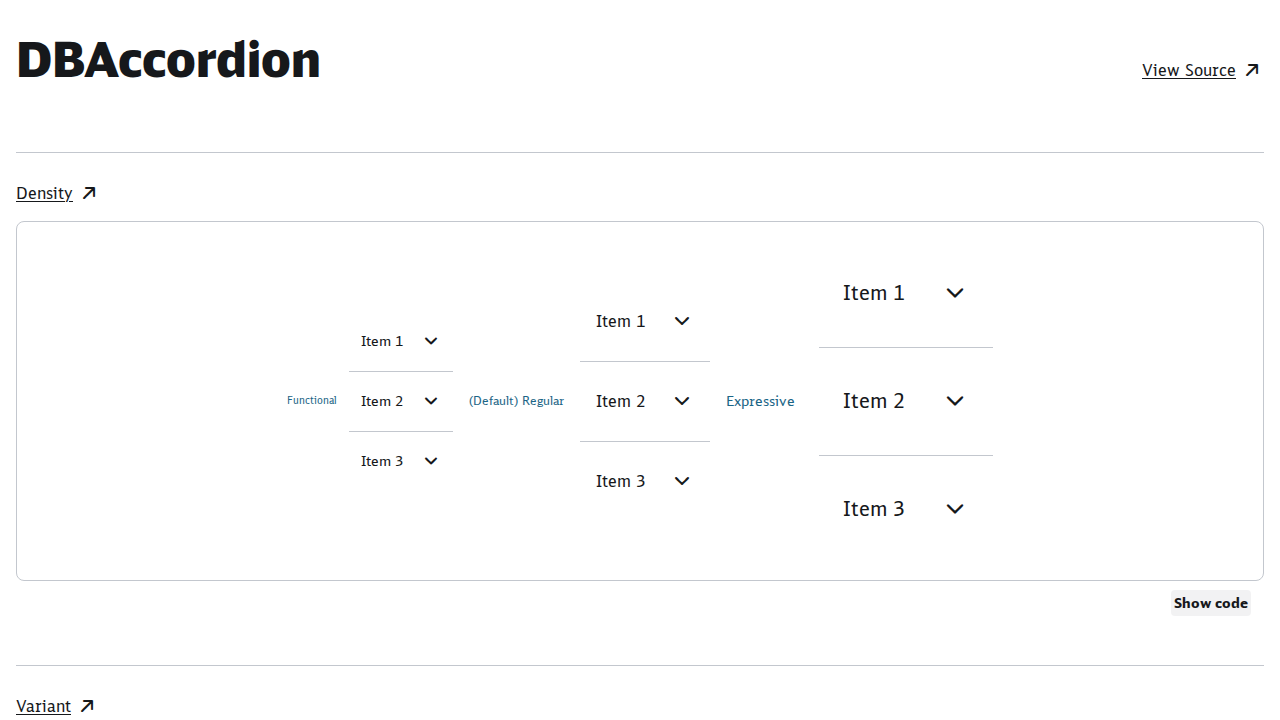 DBAccordion
View Source
Density
Functional
Item 1
Item 2
Item 3
(Default) Regular
Item 1
Item 2
Item 3
Expressive
Item 1
Item 2
Item 3
Show code
Variant